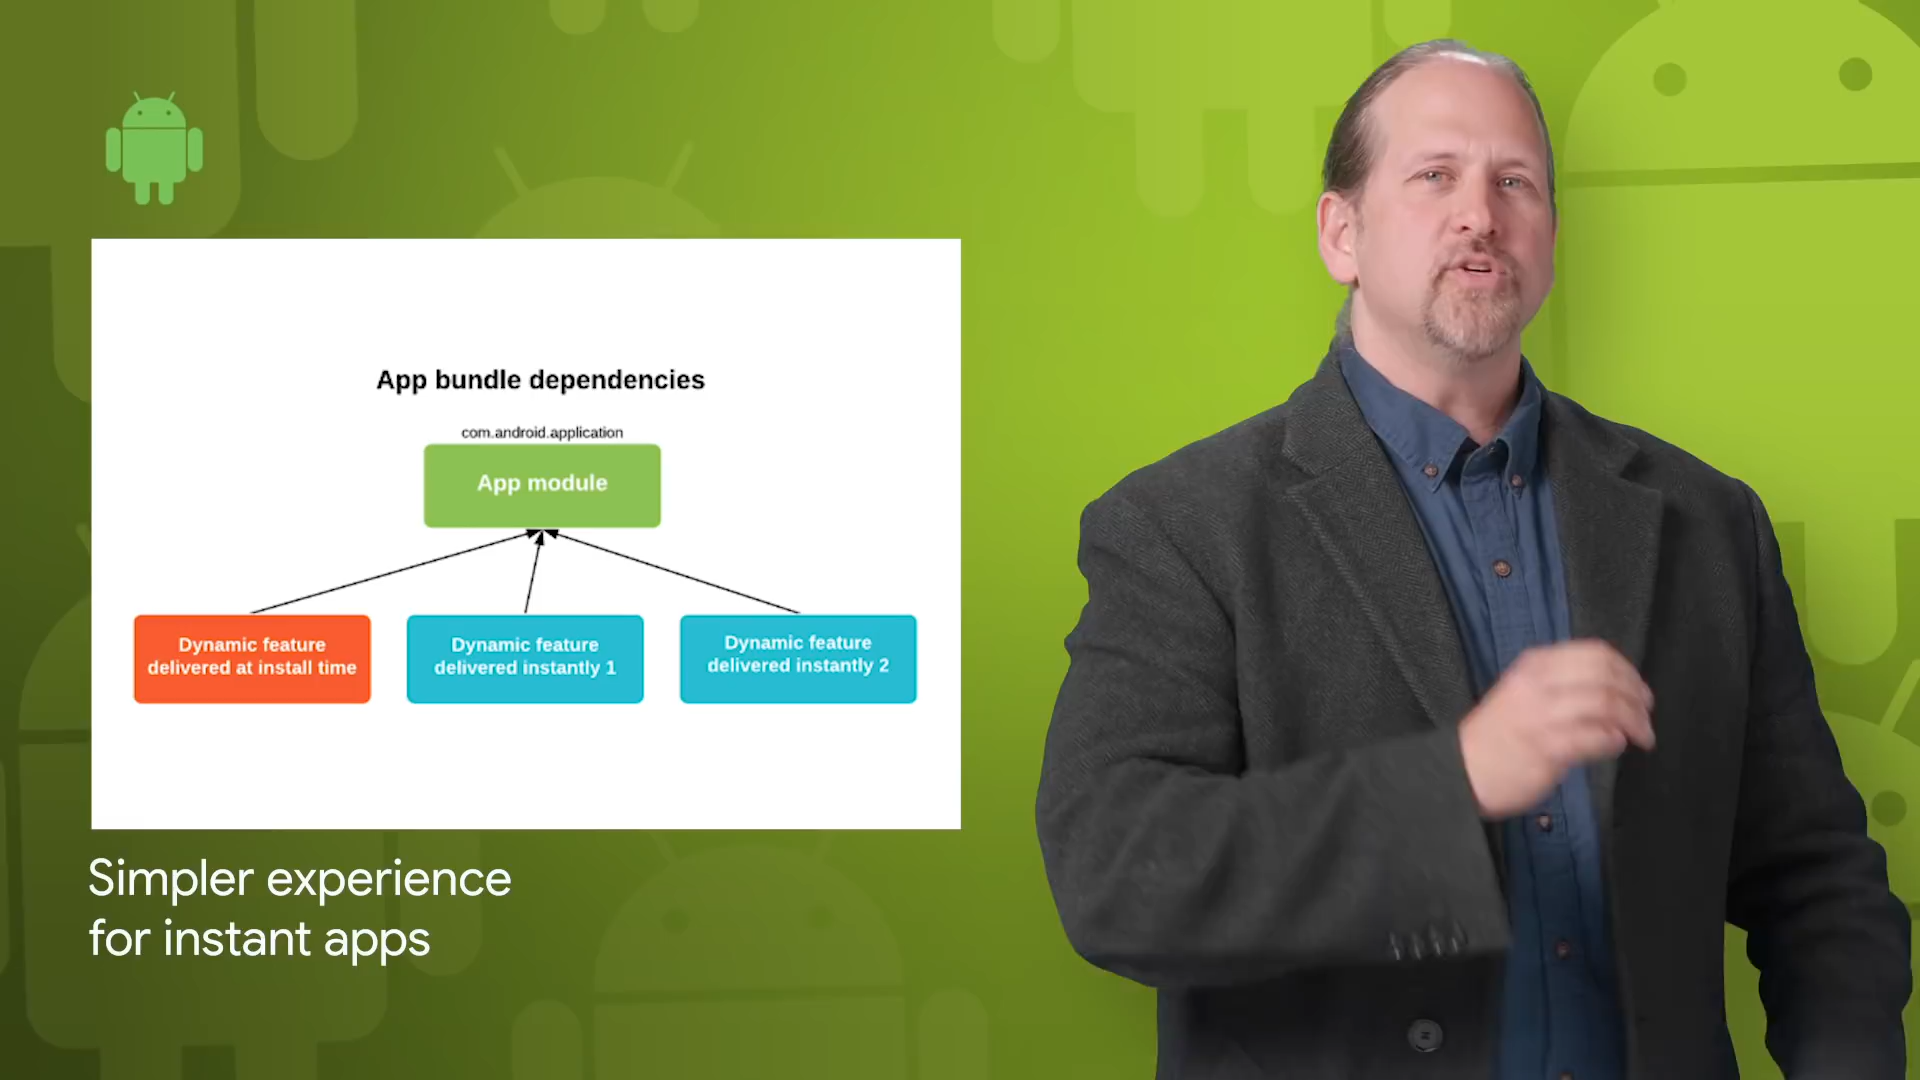 App bundle dependencies
com.android.application
App module
Dynamic feature
delivered at install time
Dynamic feature
delivered instantly 1
Dynamic feature
delivered instantly 2
Simpler experience
for instant apps